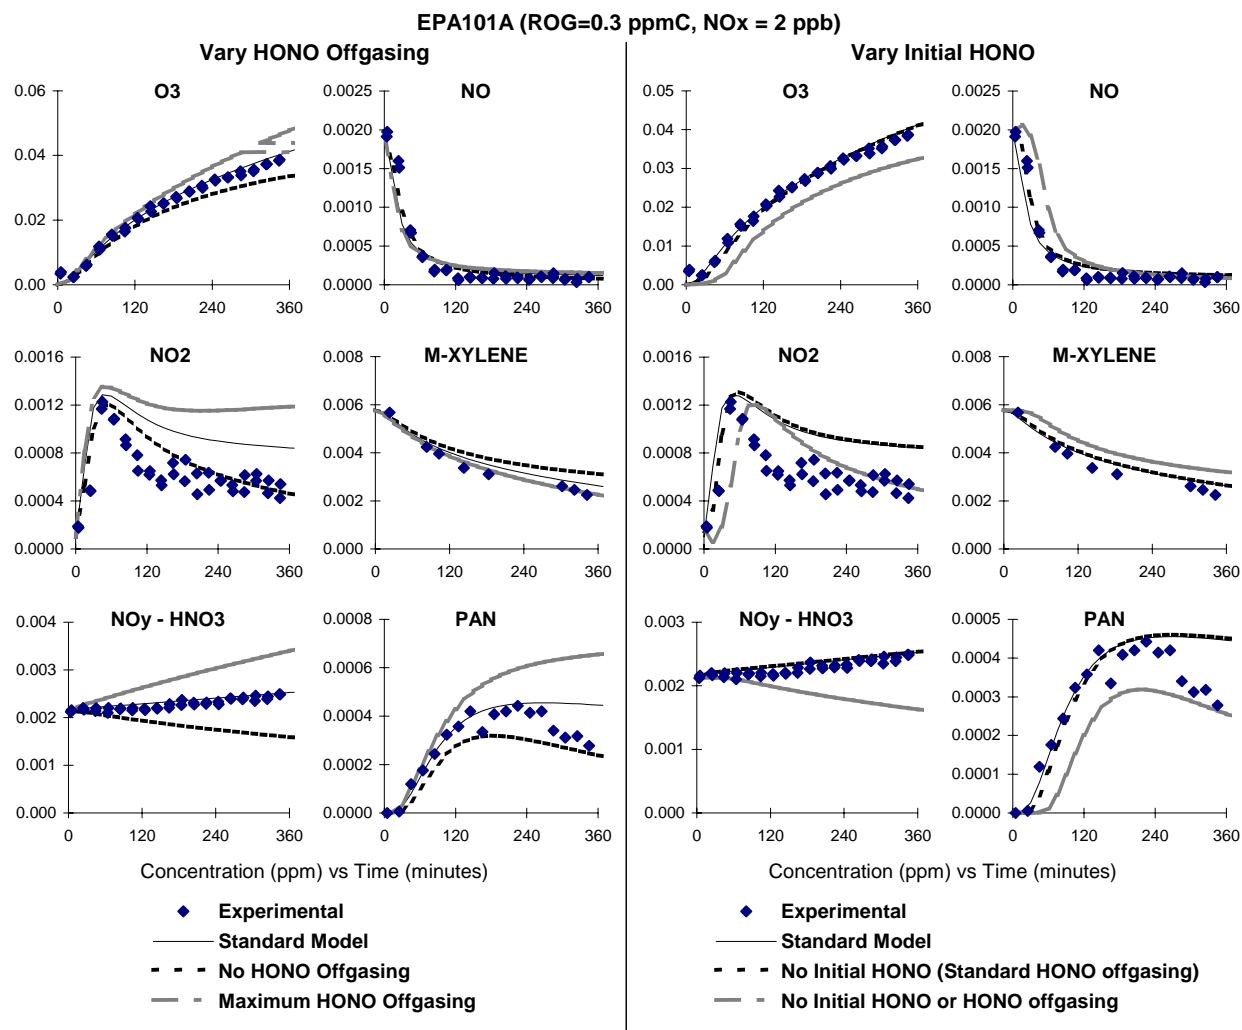 EPA101A (ROG=0.3 ppmC, NOx = 2 ppb)
Vary HONO Offgasing
Vary Initial HONO
O3
0.06
0.04
0.02
0.00
0 120 240 360
NO
0.0025
0.0020
0.0015
0.0010
0.0005
0.0000
0 120 240 360
O3
0.05
0.04
0.03
0.02
0.01
0.00
0 120 240 360
NO
0.0025
0.0020
0.0015
0.0010
0.0005
0.0000
0 120 240 360
NO2
0.0016
0.0012
0.0008
0.0004
0.0000
0 120 240 360
M-XYLENE
0.008
0.006
0.004
0.002
0.000
0 120 240 360
NO2
0.0016
0.0012
0.0008
0.0004
0.0000
0 120 240 360
M-XYLENE
0.008
0.006
0.004
0.002
0.000
0 120 240 360
NOy - HNO3
0.004
0.003
0.002
0.001
0.000
0 120 240 360
PAN
0.0008
0.0006
0.0004
0.0002
0.0000
0 120 240 360
NOy - HNO3
0.003
0.002
0.001
0.000
0 120 240 360
PAN
0.0005
0.0004
0.0003
0.0002
0.0001
0.0000
0 120 240 360
Concentration (ppm) vs Time (minutes)
Experimental
Standard Model
No HONO Offgasing
Maximum HONO Offgasing
Concentration (ppm) vs Time (minutes)
Experimental
Standard Model
No Initial HONO (Standard HONO offgasing)
No Initial HONO or HONO offgasing